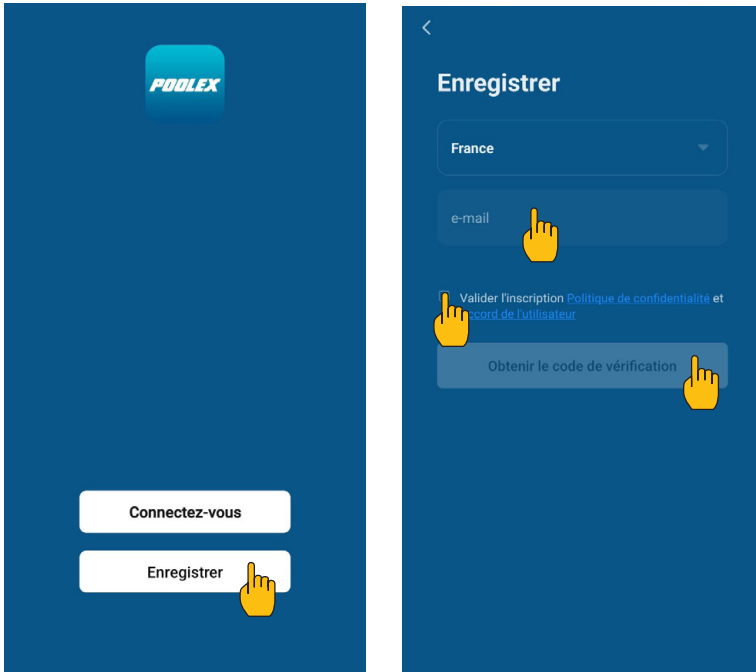 POOLEX
Connectez-vous
Enregistrer
Enregistrer
France
e-mail
Valider l'inscription Politique de confidentialité et
de l'utilisateur
Obtenir le code de vérification